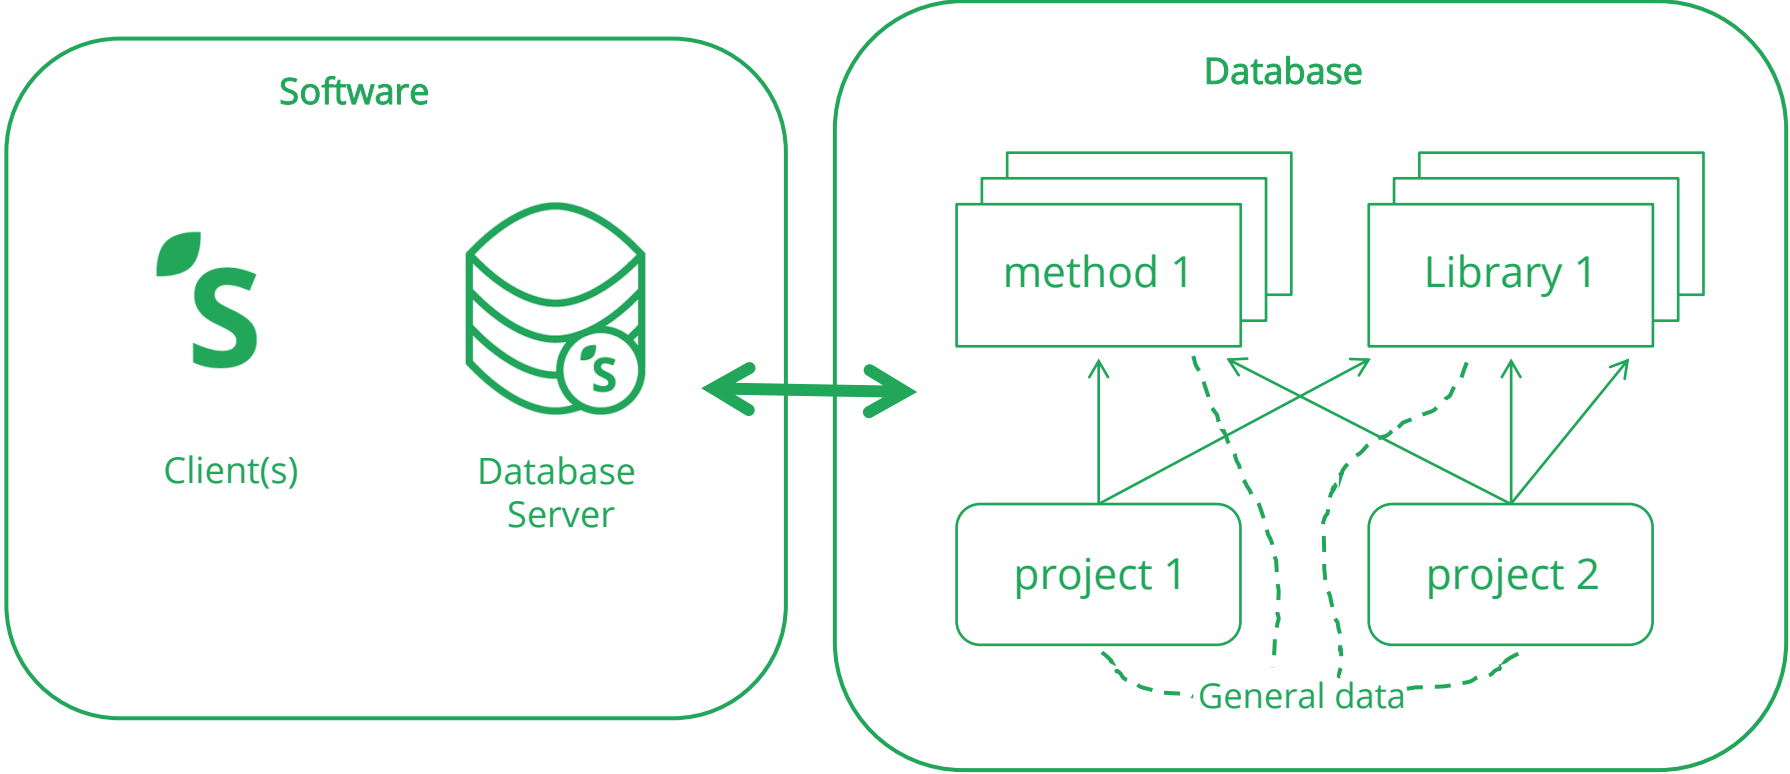 Software
Client(s)
Database
Server
Database
method 1
Library 1
project 1
project 2
General data